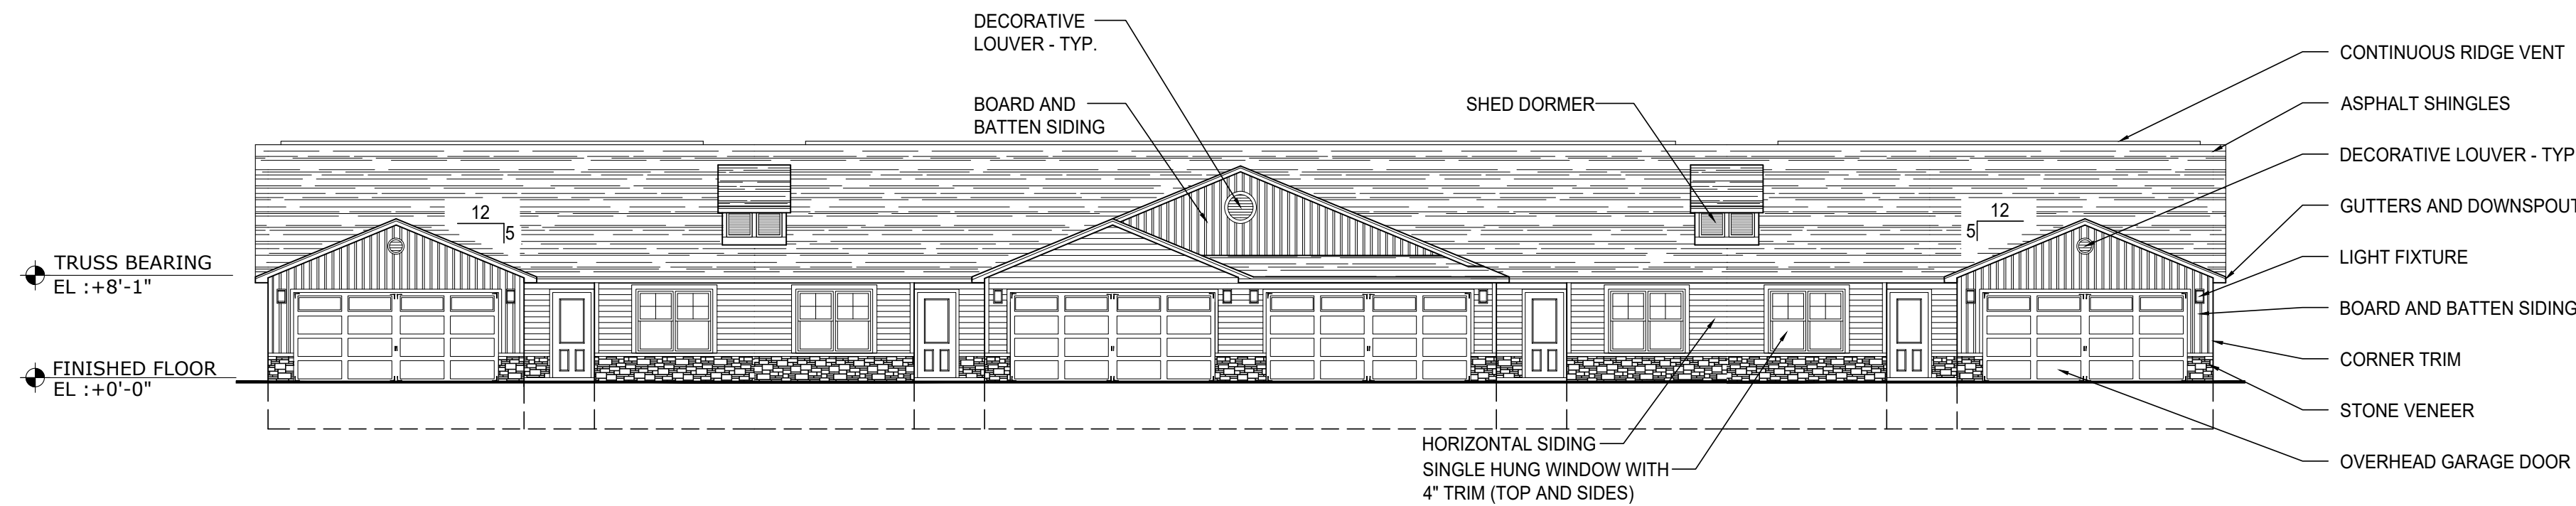 DECORATIVE
LOUVER - TYP.
BOARD AND
BATTEN SIDING
SHED DORMER
CONTINUOUS RIDGE VENT
ASPHALT SHINGLES
DECORATIVE LOUVER - TYP
GUTTERS AND DOWNSPOUT
LIGHT FIXTURE
BOARD AND BATTEN SIDING
CORNER TRIM
STONE VENEER
OVERHEAD GARAGE DOOR
12
5
12
5
TRUSS BEARING
EL :+8'-1"
FINISHED FLOOR
EL :+0'-0"
HORIZONTAL SIDING
SINGLE HUNG WINDOW WITH
4" TRIM (TOP AND SIDES)